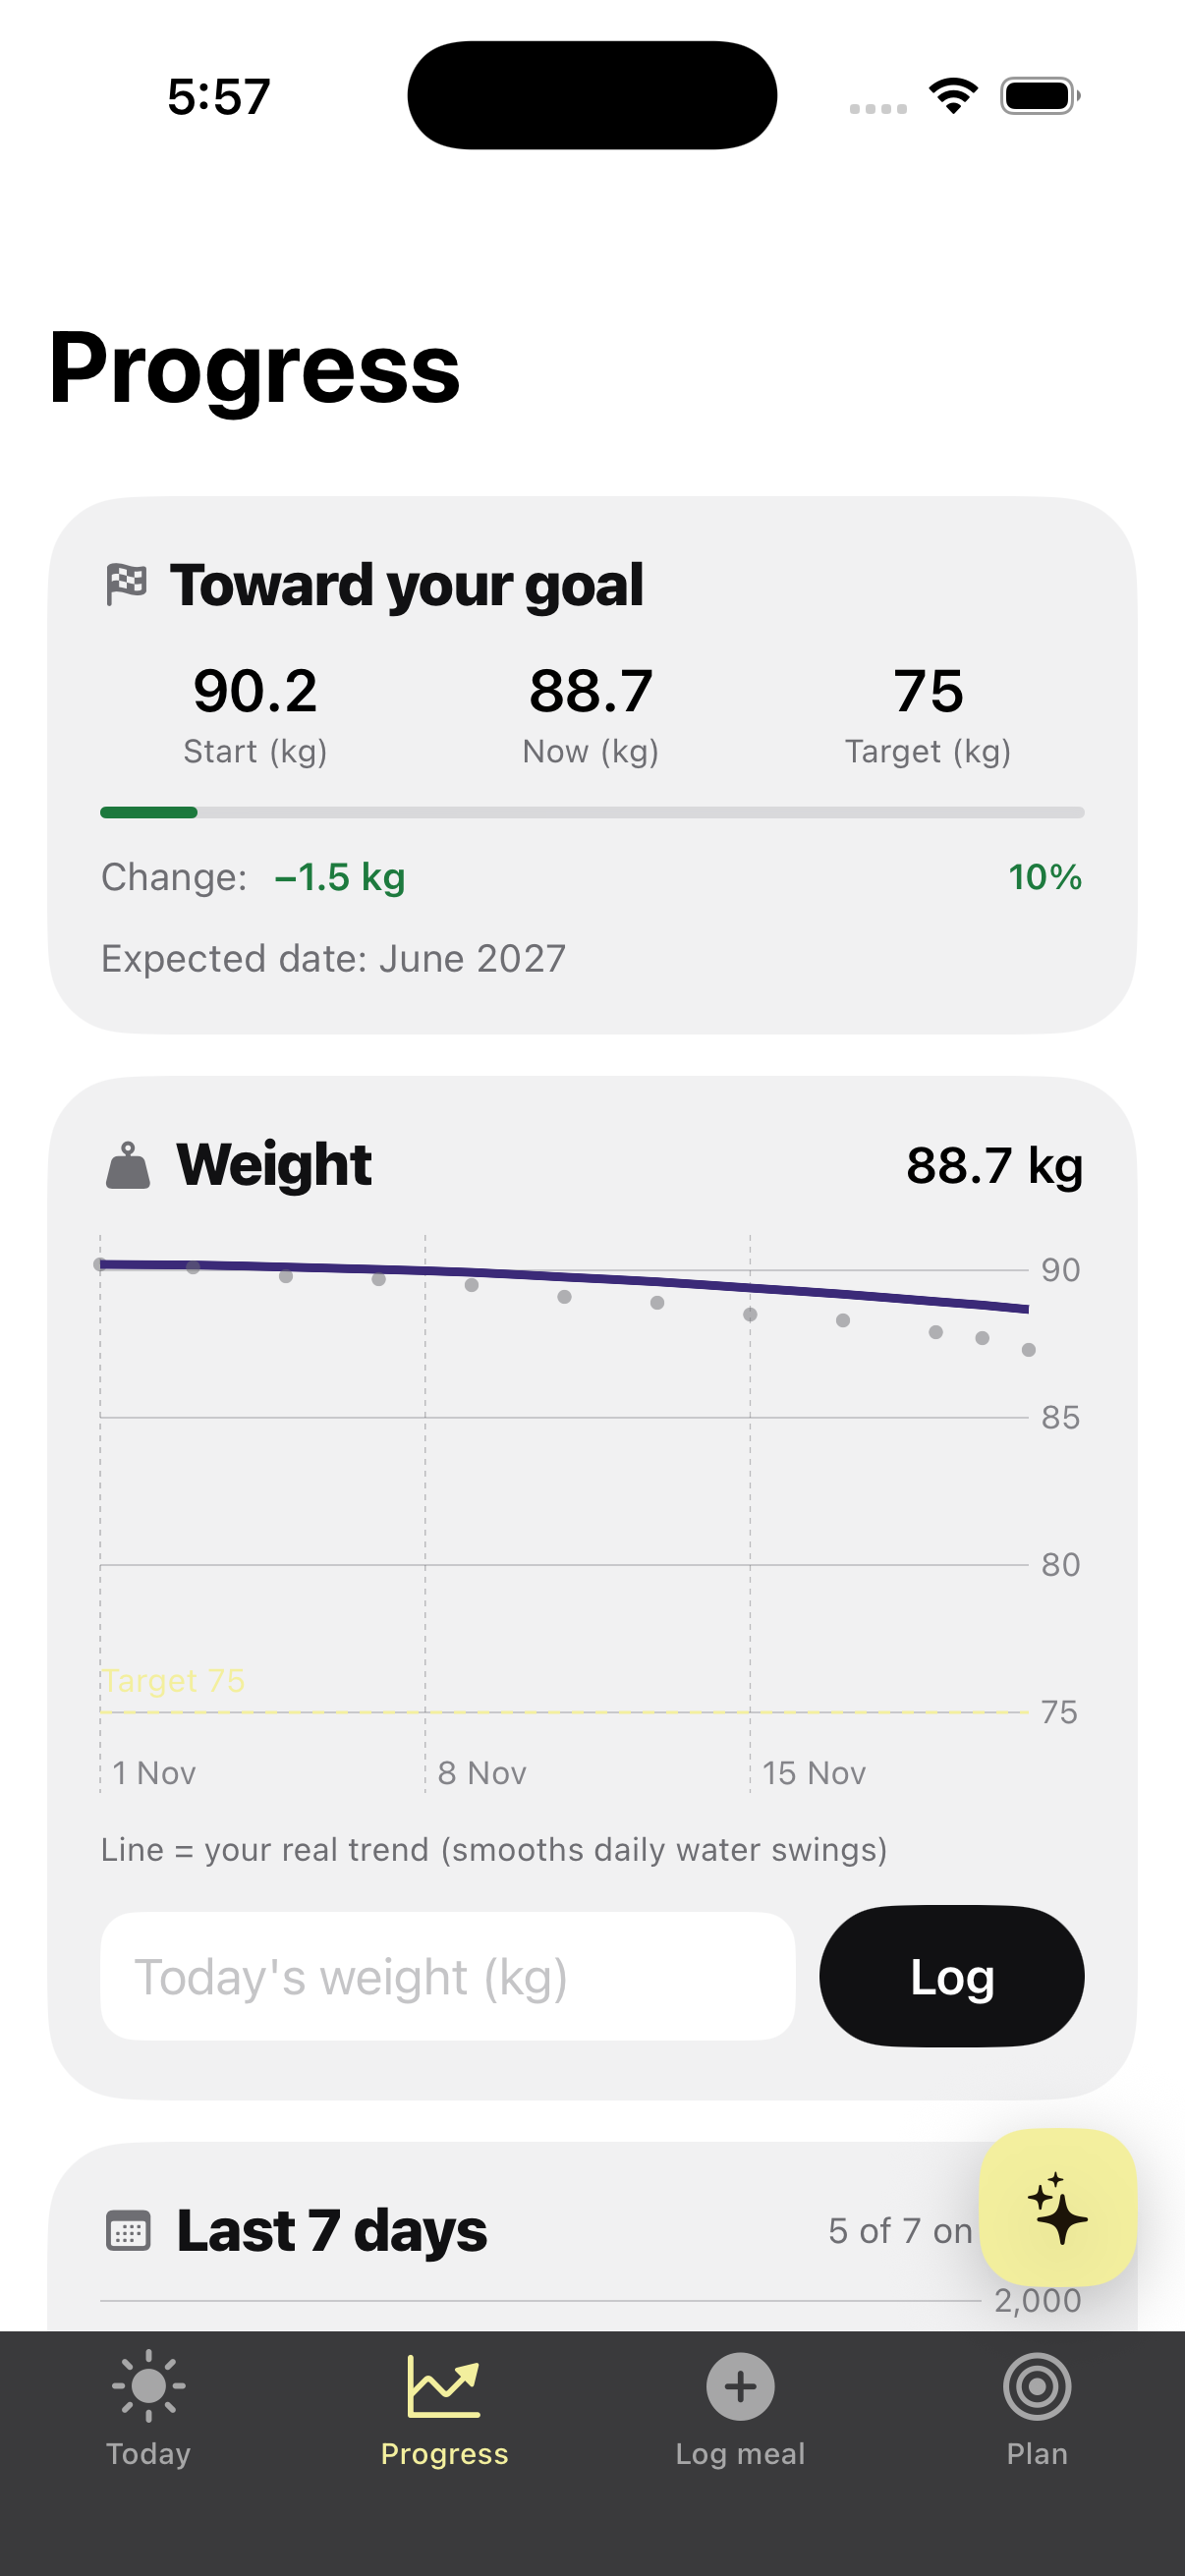 5:57
Progress
Toward your goal
90.2 88.7 75
Start (kg) Now (kg) Target (kg)
Change: –1.5 kg 10%
Expected date: June 2027
Weight 88.7 kg
90
85
80
Target 75
75
1 Nov 8 Nov 15 Nov
Line = your real trend (smooths daily water swings)
Today's weight (kg) Log
Last 7 days 5 of 7 on
2,000
Today Progress Log meal Plan